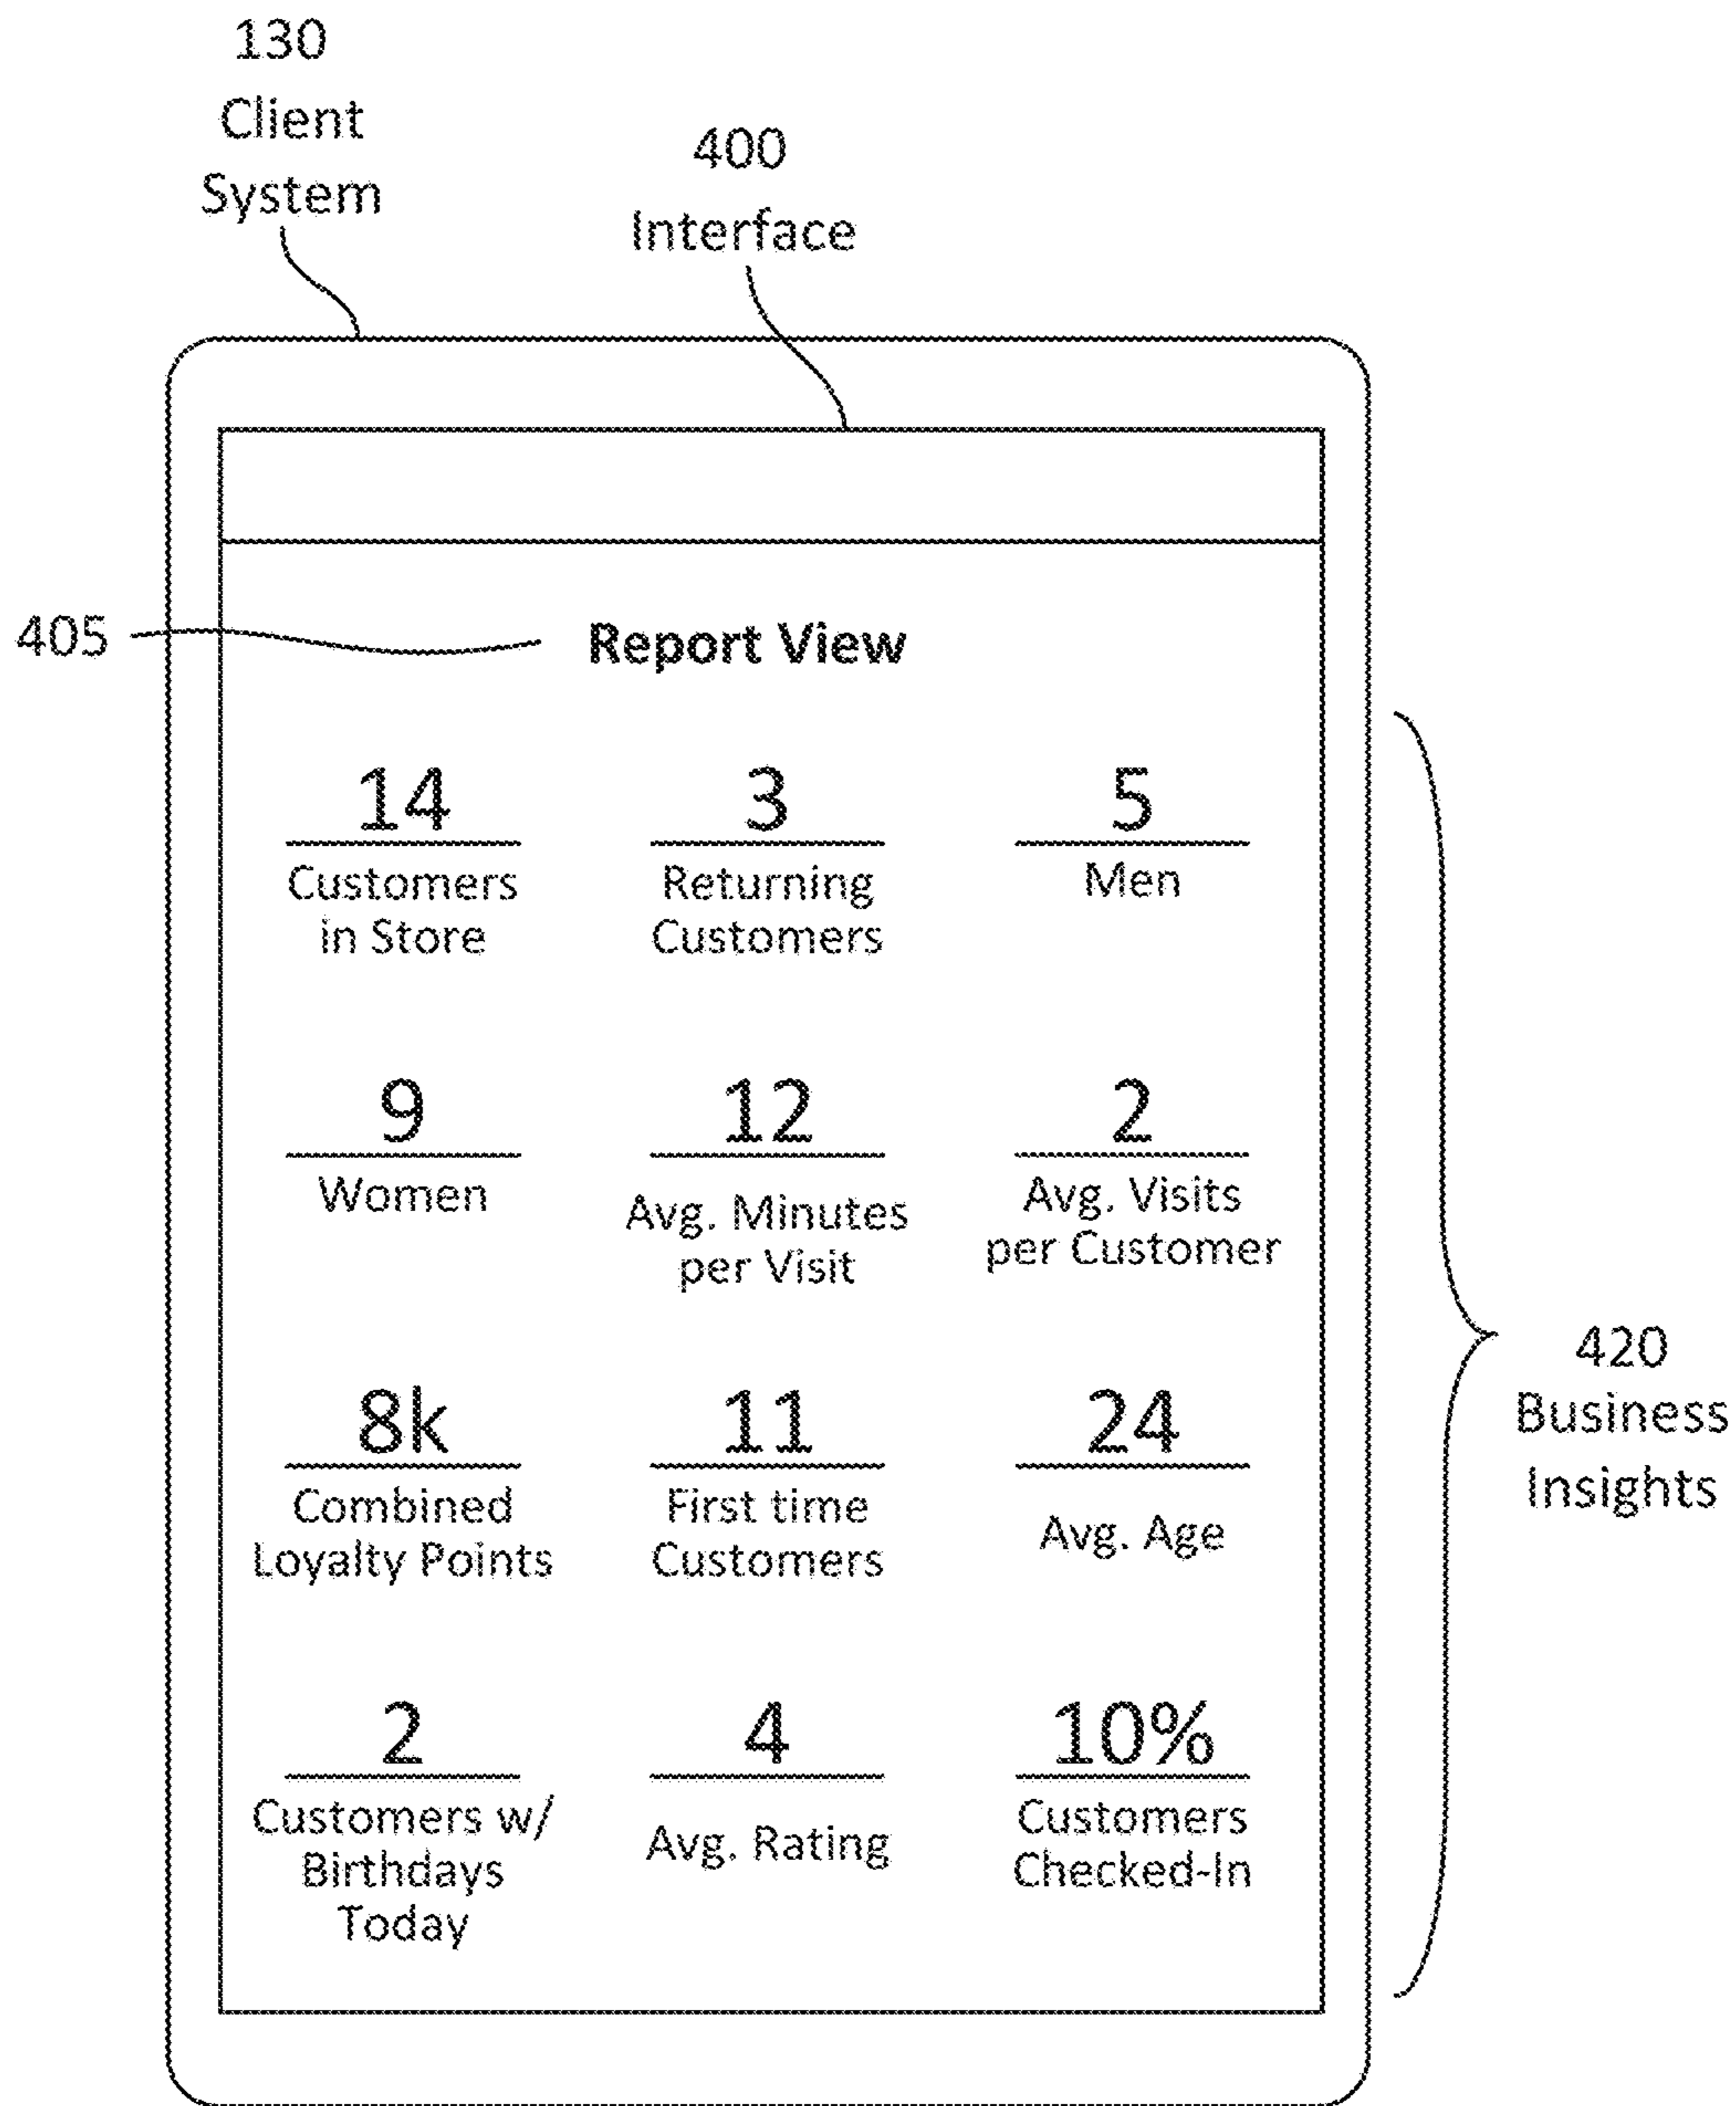 130
Client
System
400
Interface
405
Report View
14
Customers
in Store
3
Returning
Customers
5
Men
9
Women
12
Avg. Minutes
per Visit
2
Avg. Visits
per Customer
8k
Combined
Loyalty Points
11
First time
Customers
24
Avg. Age
2
Customers w/
Birthdays
Today
4
Avg. Rating
10%
Customers
Checked-In
420
Business
Insights